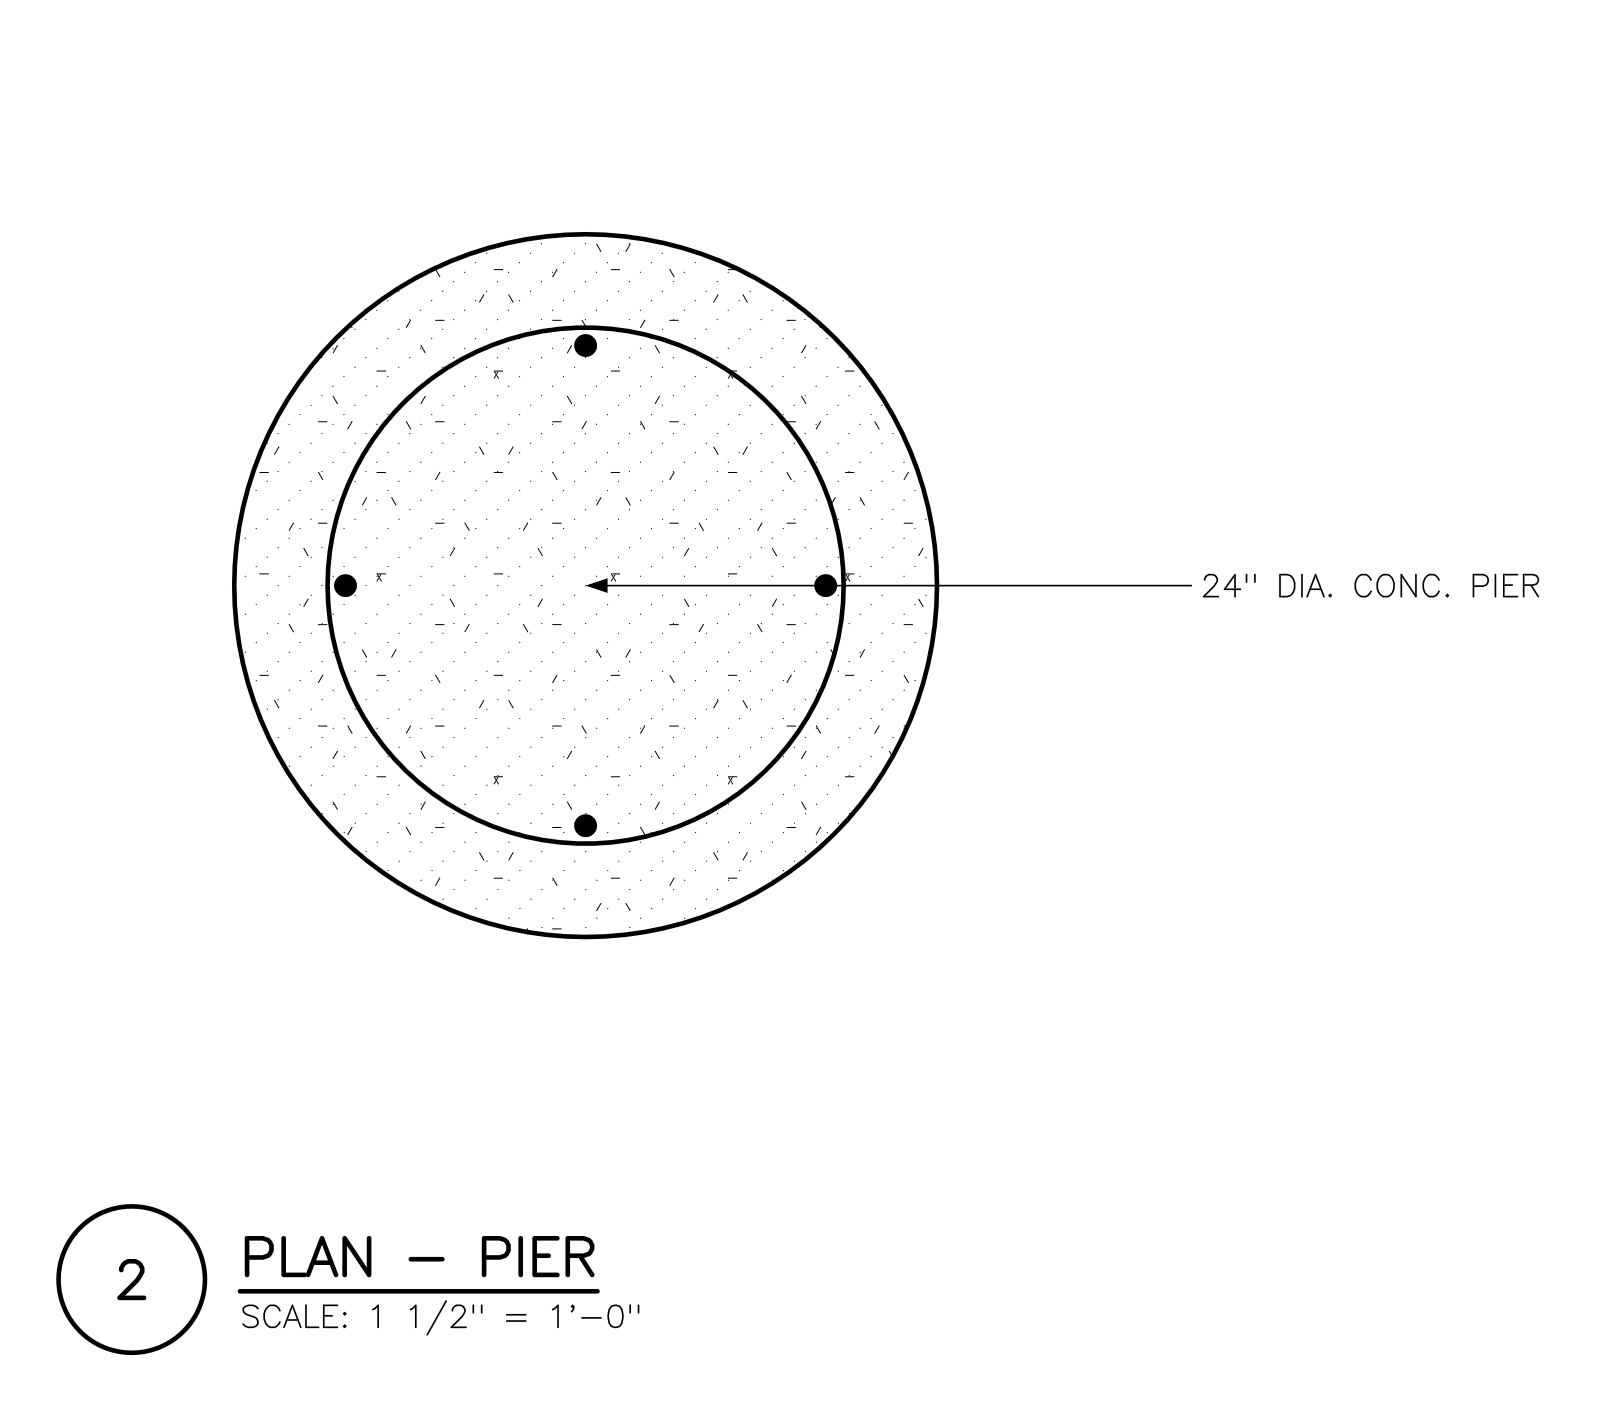 24" DIA. CONC. PIER
2
PLAN - PIER
SCALE: 1 1/2" = 1'-0"